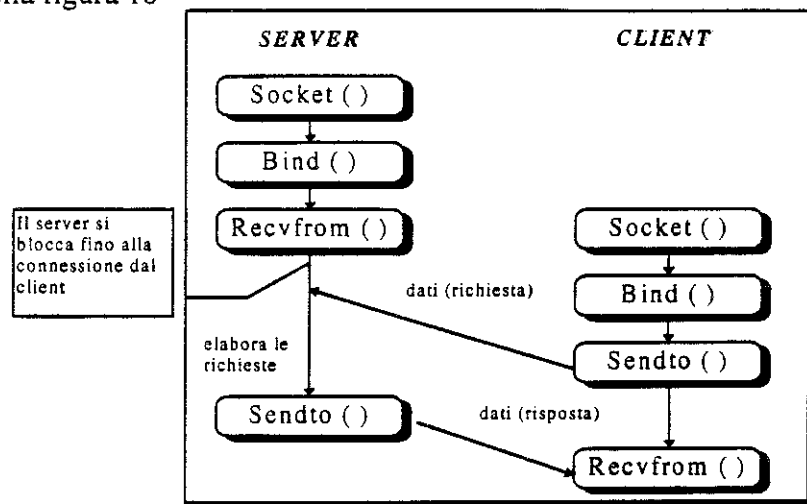 figura 18
SERVER
CLIENT
Socket ( )
Bind ( )
Recvfrom ( )
Il server si
blocca fino alla
connessione dal
client
Socket ( )
dati (richiesta)
Bind ( )
elabora le
richieste
Sendto ( )
Sendto ( )
dati (risposta)
Recvfrom ( )